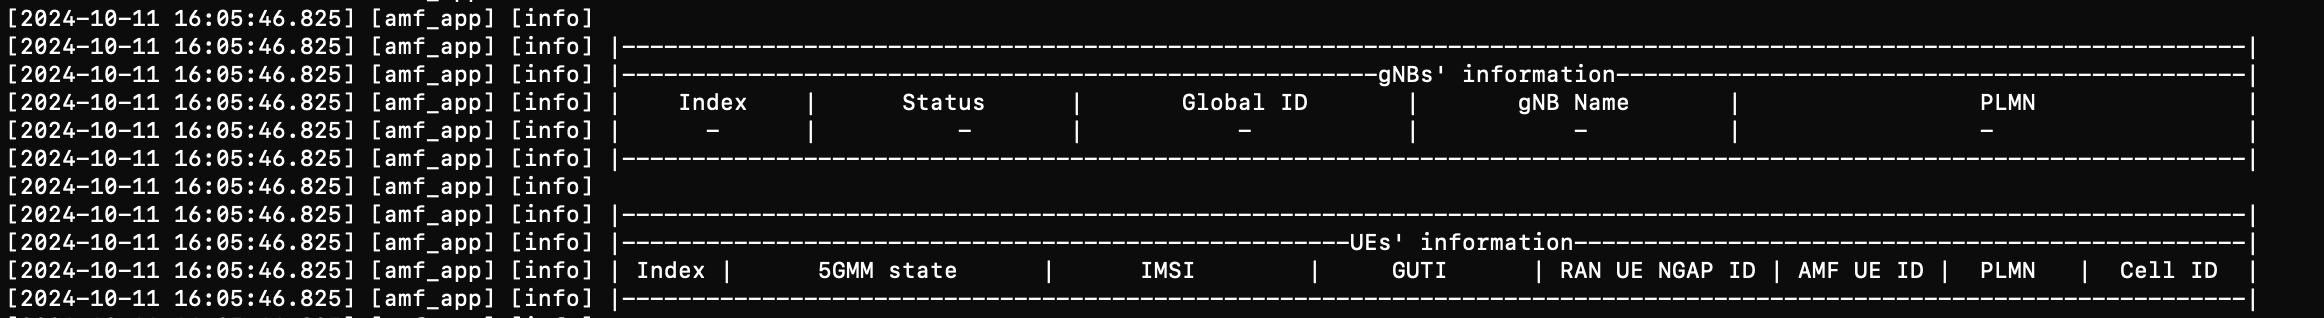 [2024-10-11 16:05:46.825] [amf_app] [info]
[2024-10-11 16:05:46.825] [amf_app] [info] |--------------------------------------------------------------------------------------------------------------------|
[2024-10-11 16:05:46.825] [amf_app] [info] |------------------------------------------------------gNBs' information---------------------------------------------|
[2024-10-11 16:05:46.825] [amf_app] [info] |    Index    |      Status      |       Global ID       |       gNB Name       |                 PLMN               |
[2024-10-11 16:05:46.825] [amf_app] [info] |      -      |          -       |           -           |           -          |                 -                  |
[2024-10-11 16:05:46.825] [amf_app] [info] |--------------------------------------------------------------------------------------------------------------------|
[2024-10-11 16:05:46.825] [amf_app] [info]
[2024-10-11 16:05:46.825] [amf_app] [info] |--------------------------------------------------------------------------------------------------------------------|
[2024-10-11 16:05:46.825] [amf_app] [info] |----------------------------------------------------UEs' information------------------------------------------------|
[2024-10-11 16:05:46.825] [amf_app] [info] | Index |      5GMM state      |      IMSI        |     GUTI      | RAN UE NGAP ID | AMF UE ID |  PLMN   |  Cell ID  |
[2024-10-11 16:05:46.825] [amf_app] [info] |--------------------------------------------------------------------------------------------------------------------|